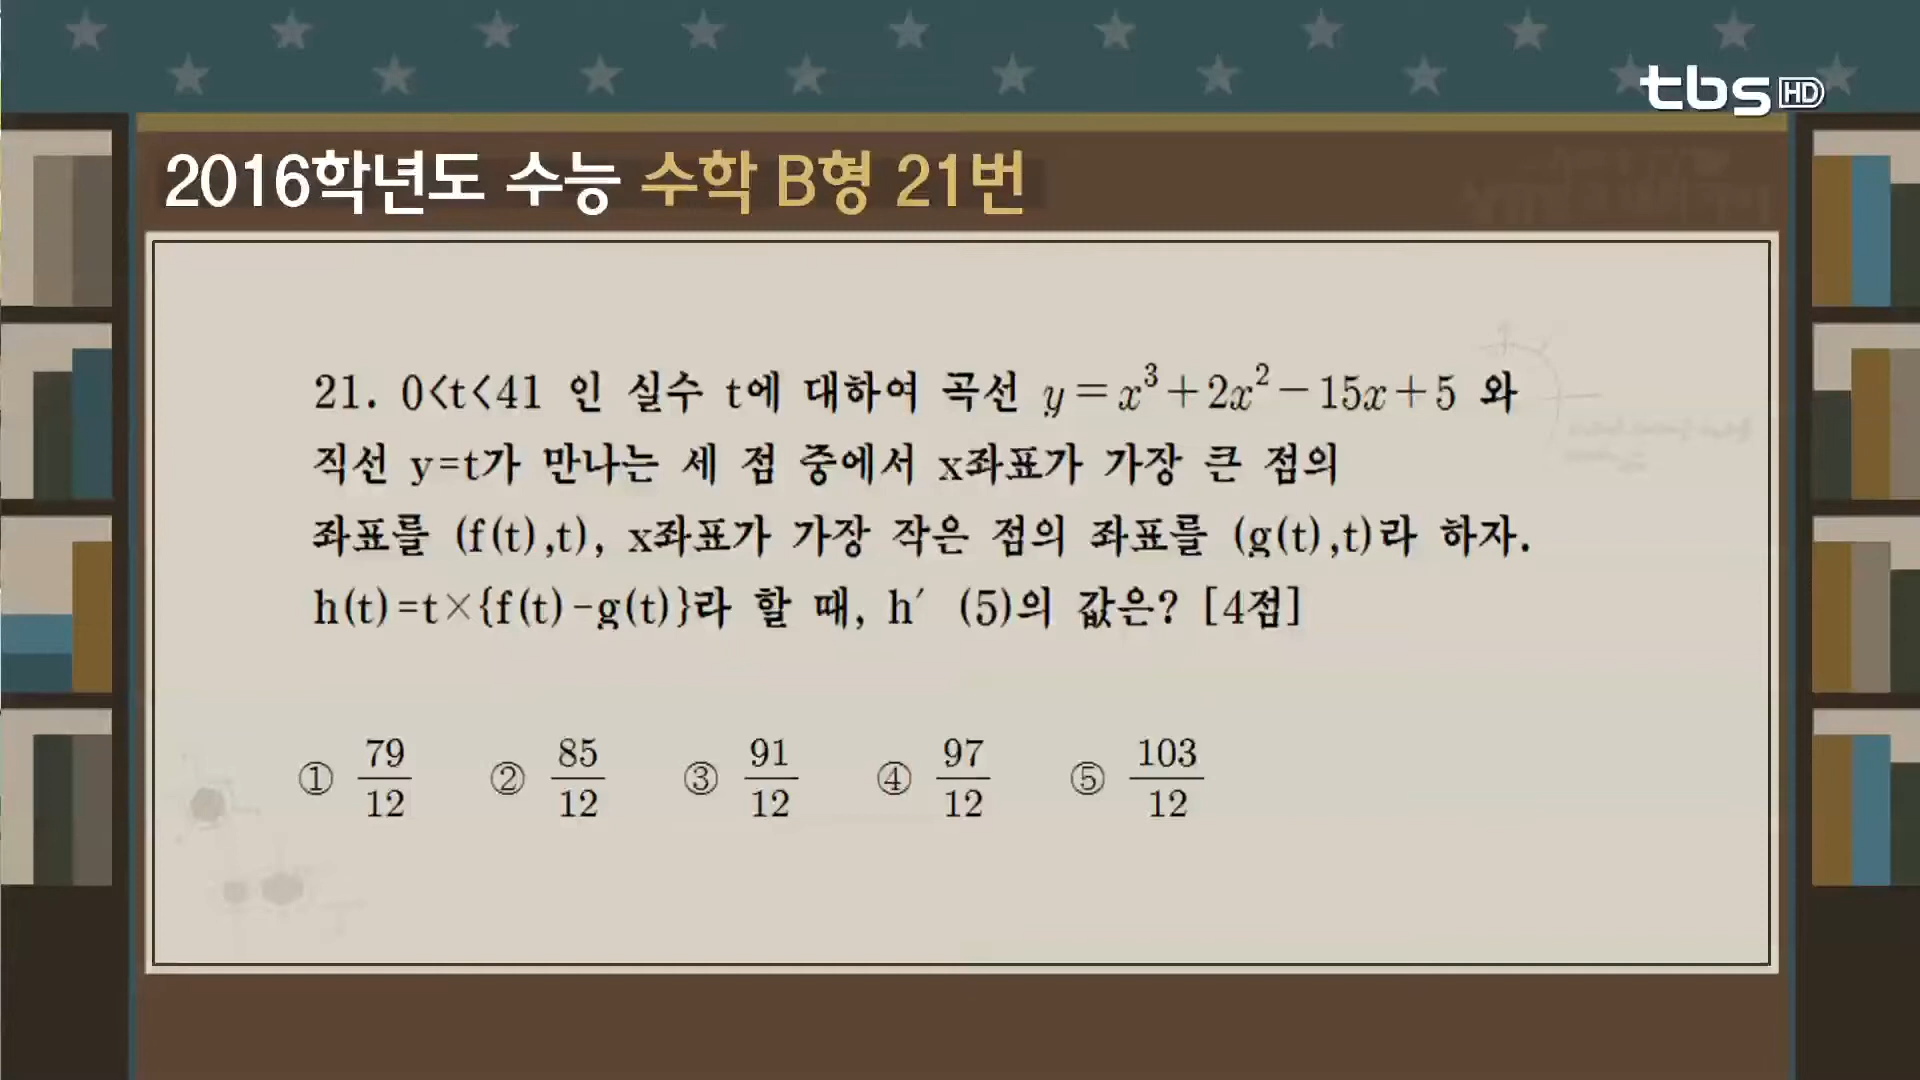 tbs HD
2016학년도 수능 수학 B형 21번
21. 0<t<41 인 실수 t에 대하여 곡선 y=x³+2x²-15x+5 와
직선 y=t가 만나는 세 점 중에서 x좌표가 가장 큰 점의
좌표를 (f(t),t), x좌표가 가장 작은 점의 좌표를 (g(t),t)라 하자.
h(t)=t×{f(t)-g(t)}라 할 때, h′ (5)의 값은? [4점]
① 79/12 ② 85/12 ③ 91/12 ④ 97/12 ⑤ 103/12